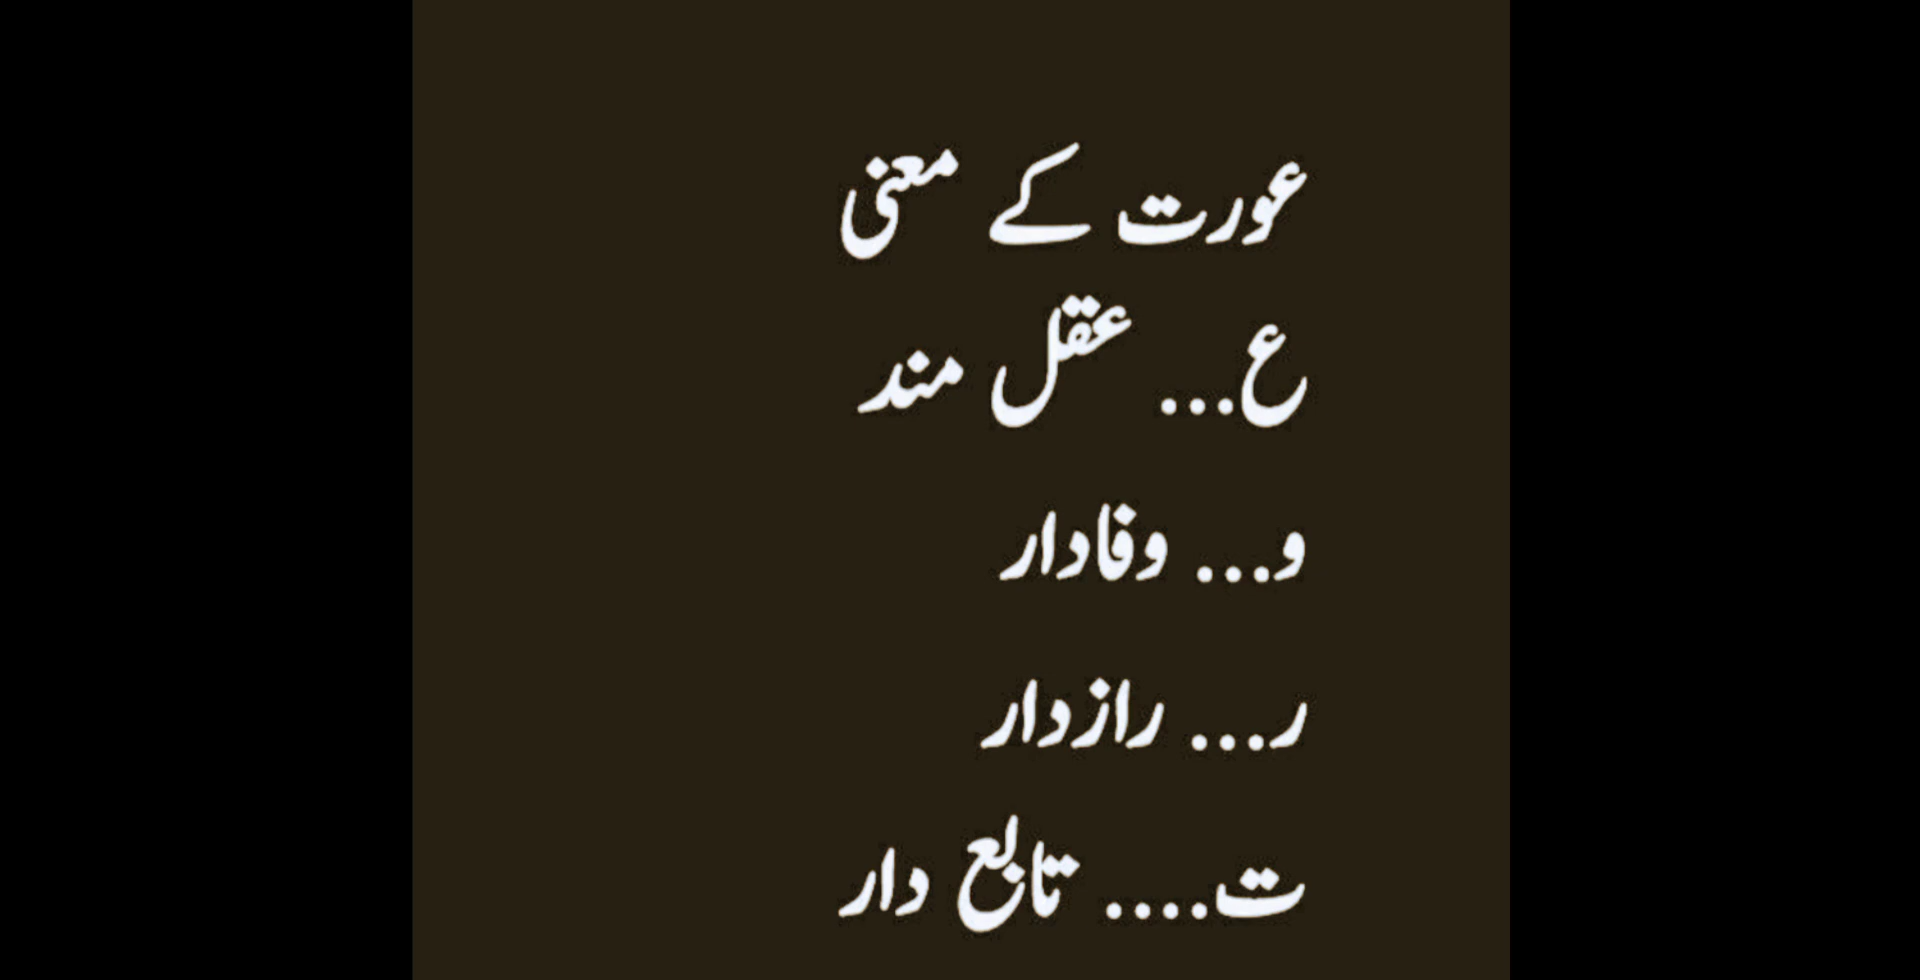 عورت کے معنی
ع... عقل مند
و... وفادار
ر... رازدار
ت.... تابع دار